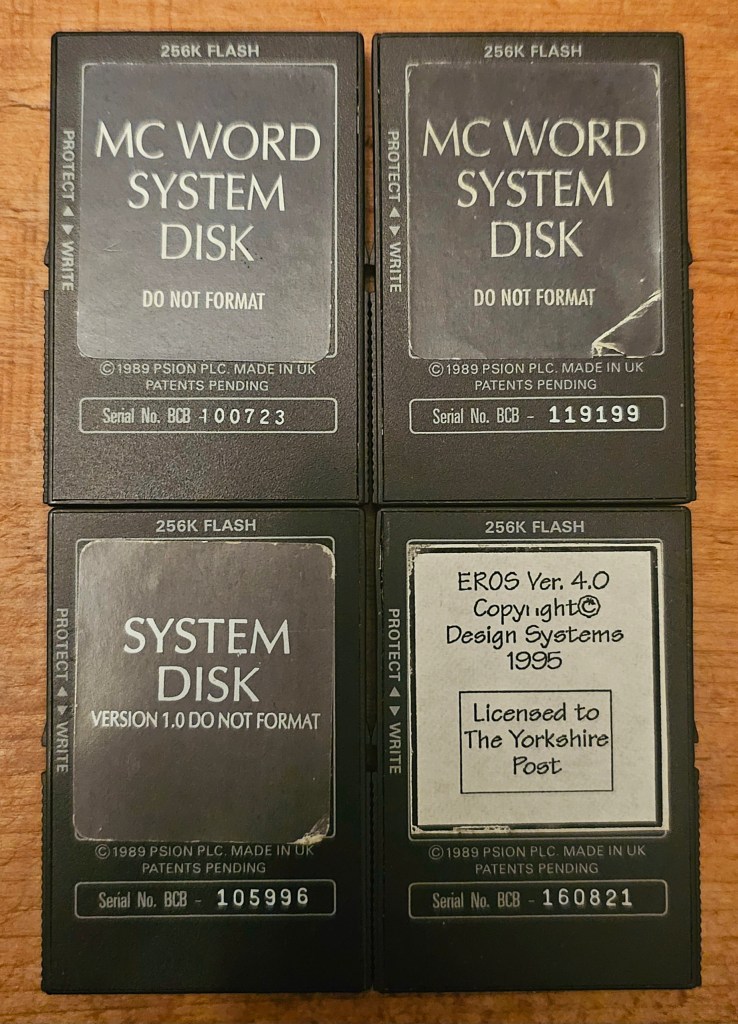 256K FLASH
MC WORD
SYSTEM
DISK
DO NOT FORMAT
PROTECT ◀ ▶ WRITE
©1989 PSION PLC. MADE IN UK
PATENTS PENDING
Serial No. BCB 100723
256K FLASH
MC WORD
SYSTEM
DISK
DO NOT FORMAT
PROTECT ◀ ▶ WRITE
©1989 PSION PLC. MADE IN UK
PATENTS PENDING
Serial No. BCB - 119199
256K FLASH
SYSTEM
DISK
VERSION 1.0 DO NOT FORMAT
PROTECT ◀ ▶ WRITE
©1989 PSION PLC. MADE IN UK
PATENTS PENDING
Serial No. BCB - 105996
256K FLASH
EROS Ver. 4.0
Copyright©
Design Systems
1995
Licensed to
The Yorkshire
Post
PROTECT ◀ ▶ WRITE
©1989 PSION PLC. MADE IN UK
PATENTS PENDING
Serial No. BCB - 160821